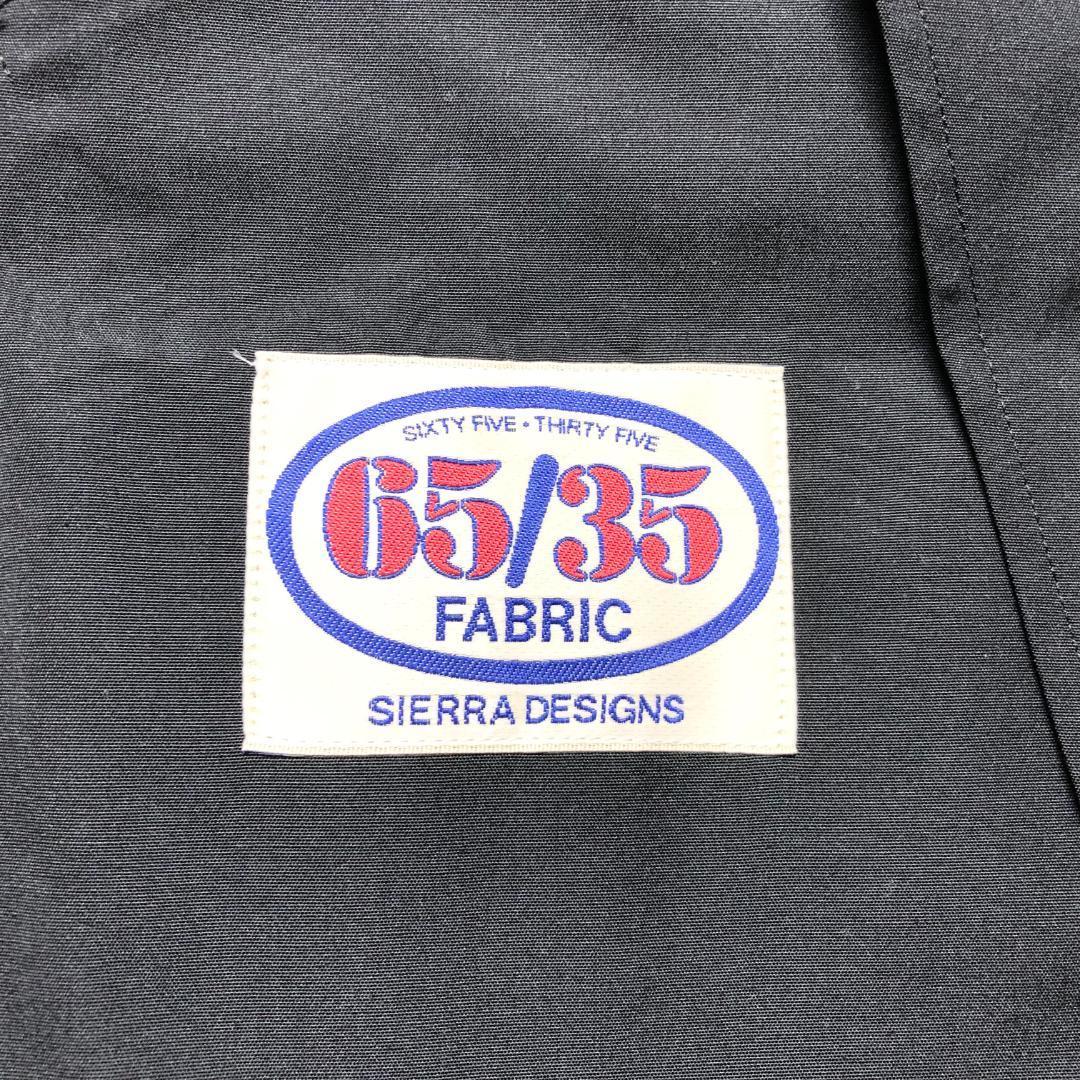 SIXTY FIVE • THIRTY FIVE
65/35
FABRIC
SIERRA DESIGNS